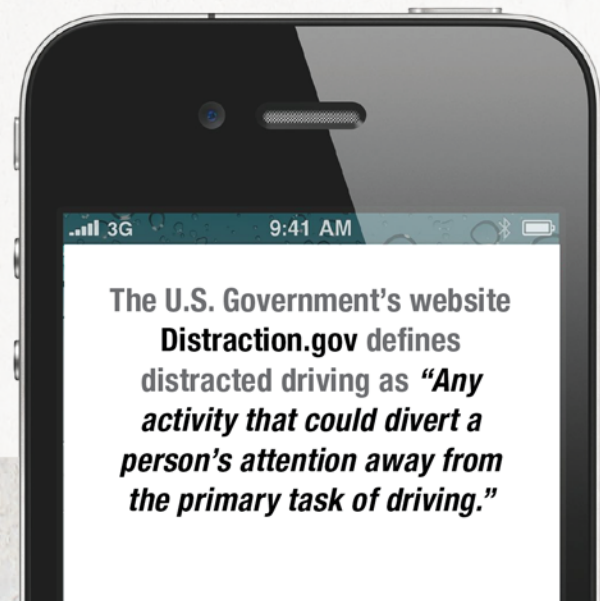 3G 9:41 AM
The U.S. Government’s website
Distraction.gov defines
distracted driving as “Any
activity that could divert a
person’s attention away from
the primary task of driving.”